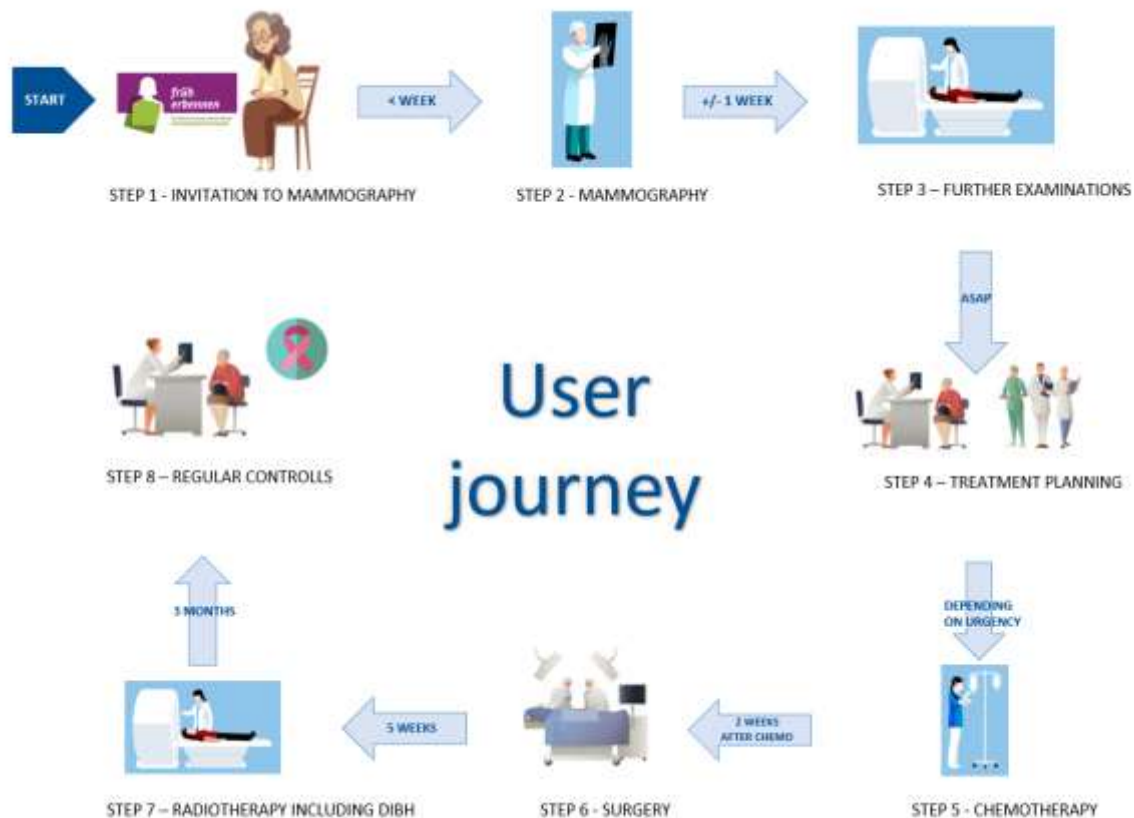 START
früh
erkennen
< WEEK
+/- 1 WEEK
STEP 1 - INVITATION TO MAMMOGRAPHY
STEP 2 - MAMMOGRAPHY
STEP 3 – FURTHER EXAMINATIONS
ASAP
User
journey
STEP 8 – REGULAR CONTROLLS
STEP 4 – TREATMENT PLANNING
3 MONTHS
DEPENDING
ON URGENCY
5 WEEKS
2 WEEKS
AFTER CHEMO
STEP 7 – RADIOTHERAPY INCLUDING DIBH
STEP 6 - SURGERY
STEP 5 - CHEMOTHERAPY